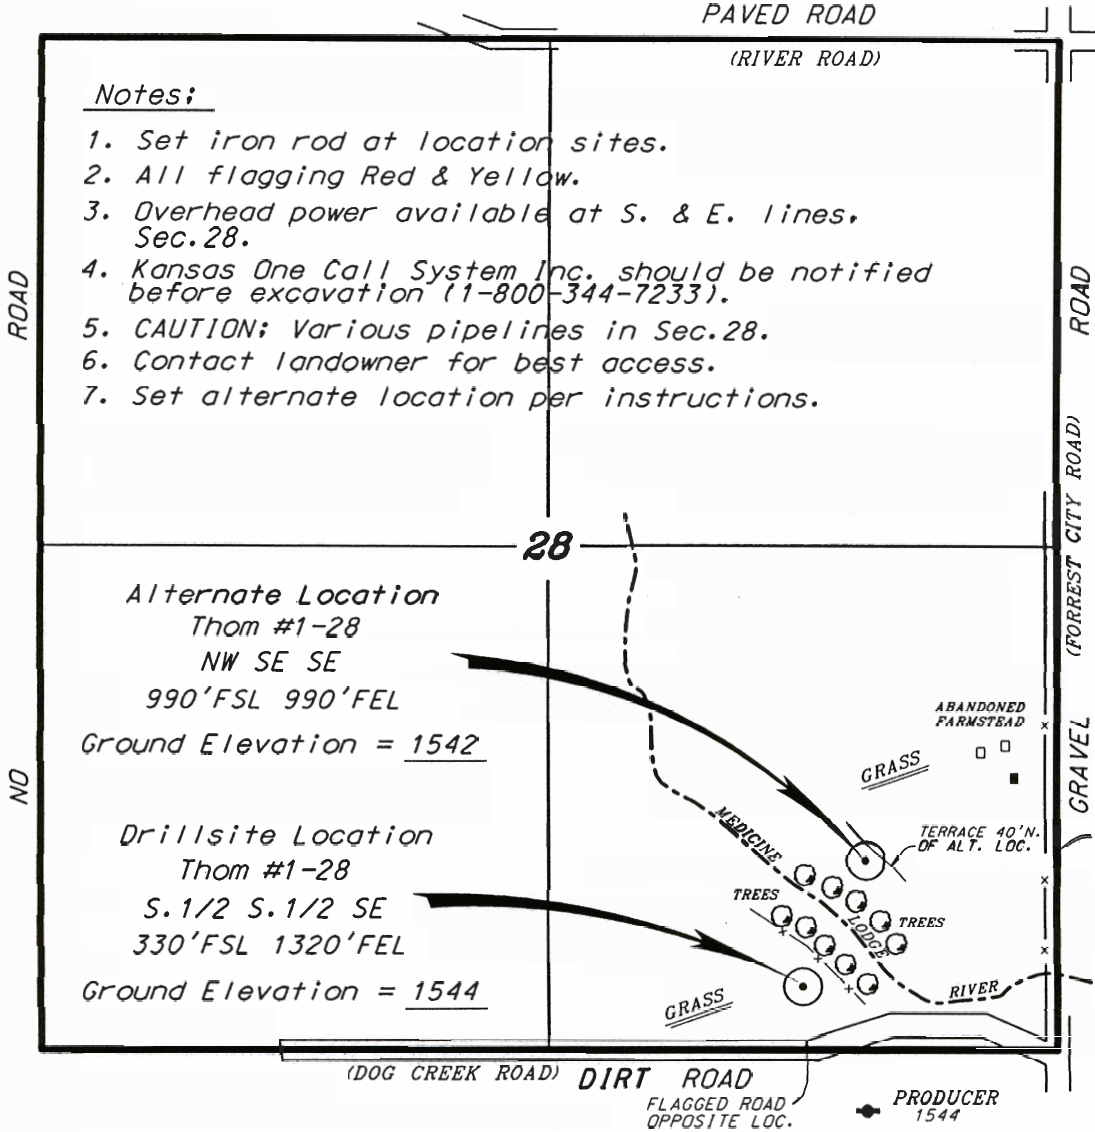 PAVED ROAD
(RIVER ROAD)
Notes:
1. Set iron rod at location sites.
2. All flagging Red & Yellow.
3. Overhead power available at S. & E. lines,
Sec.28.
4. Kansas One Call System Inc. should be notified
before excavation (1-800-344-7233).
5. CAUTION: Various pipelines in Sec.28.
6. Contact landowner for best access.
7. Set alternate location per instructions.
NO ROAD
GRAVEL ROAD
(FORREST CITY ROAD)
28
Alternate Location
Thom #1-28
NW SE SE
990'FSL 990'FEL
Ground Elevation = 1542
Drillsite Location
Thom #1-28
S.1/2 S.1/2 SE
330'FSL 1320'FEL
Ground Elevation = 1544
ABANDONED
FARMSTEAD
GRASS
TERRACE 40'N.
OF ALT. LOC.
MEDICINE
LODGE
RIVER
TREES
TREES
GRASS
(DOG CREEK ROAD) DIRT ROAD
FLAGGED ROAD
OPPOSITE LOC.
PRODUCER
1544